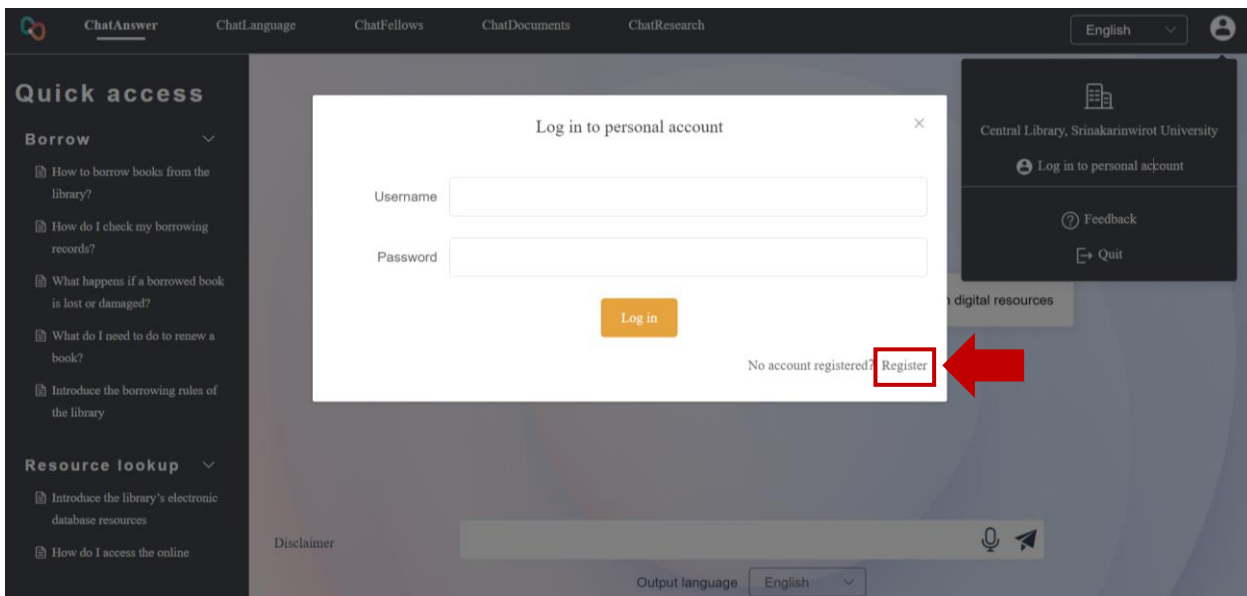 ChatAnswer
ChatLanguage
ChatFellows
ChatDocuments
ChatResearch
English
Quick access
Borrow
How to borrow books from the
library?
How do I check my borrowing
records?
What happens if a borrowed book
is lost or damaged?
What do I need to do to renew a
book?
Introduce the borrowing rules of
the library
Resource lookup
Introduce the library's electronic
database resources
How do I access the online
Log in to personal account
Username
Password
Log in
No account registered? Register
Central Library, Srinakarinwirot University
Log in to personal account
Feedback
Quit
digital resources
Disclaimer
Output language
English